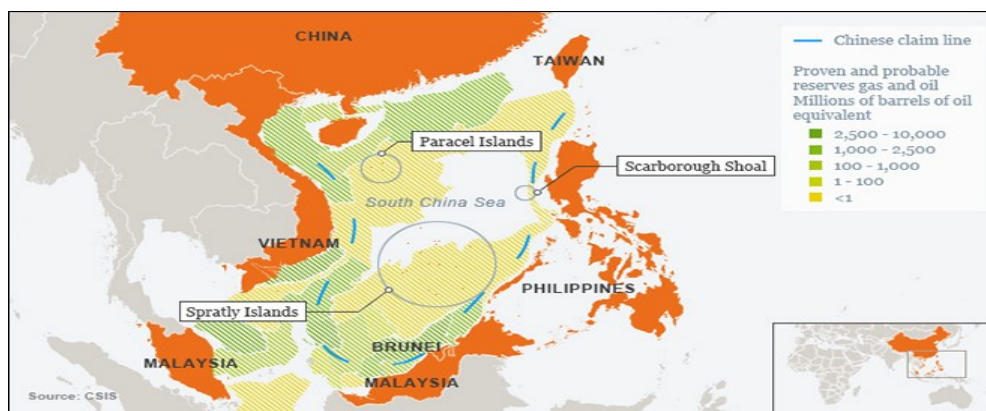 CHINA
TAIWAN
Chinese claim line
Proven and probable
reserves gas and oil
Millions of barrels of oil
equivalent
2,500 - 10,000
1,000 - 2,500
100 - 1,000
1 - 100
<1
Paracel Islands
Scarborough Shoal
South China Sea
VIETNAM
PHILIPPINES
Spratly Islands
BRUNEI
MALAYSIA
MALAYSIA
Source: CSIS